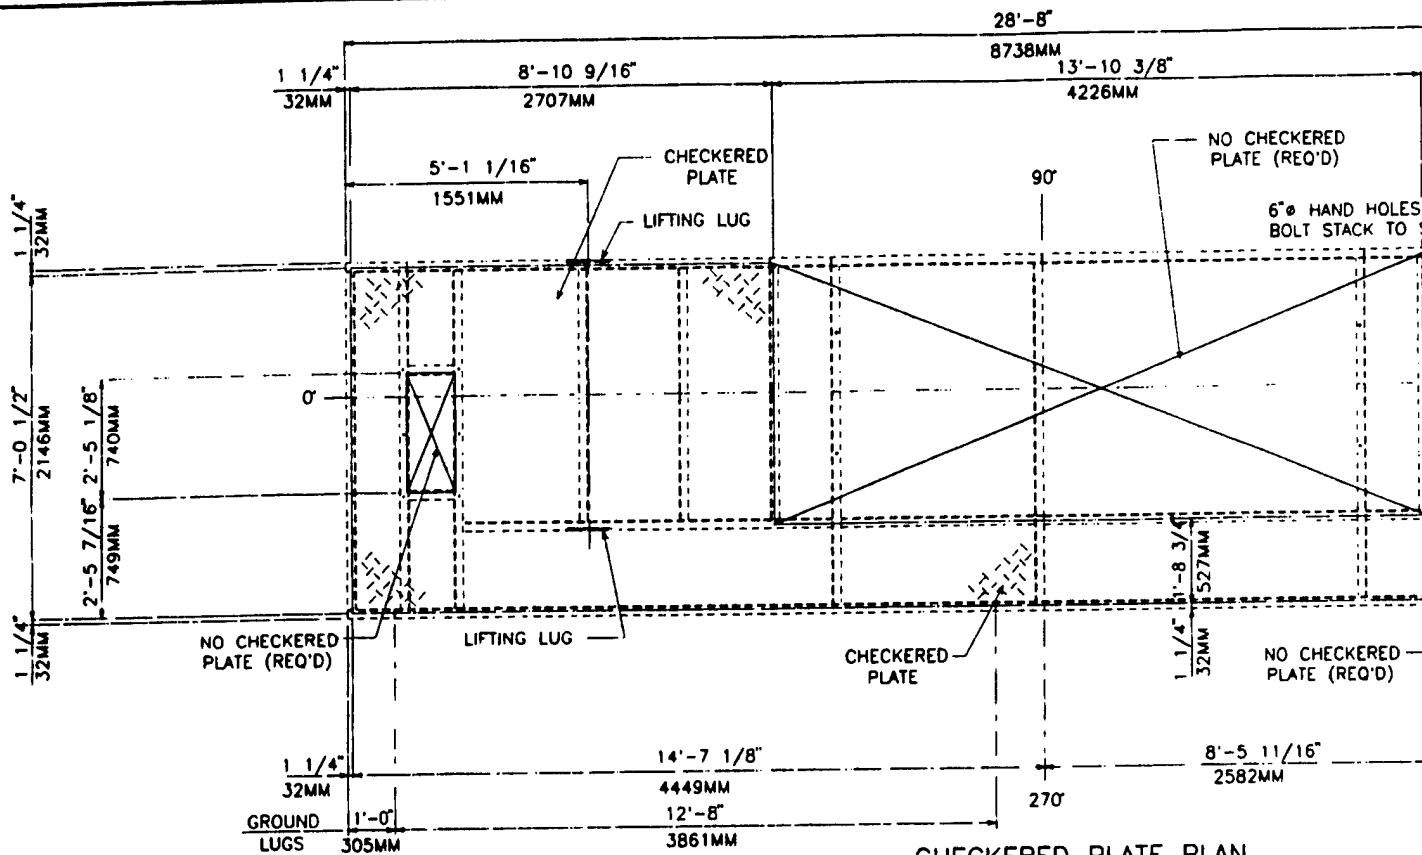 28'-8"
8738MM
1 1/4"
32MM
8'-10 9/16"
2707MM
13'-10 3/8"
4226MM
5'-1 1/16"
1551MM
CHECKERED
PLATE
LIFTING LUG
NO CHECKERED
PLATE (REQ'D)
90°
6"ø HAND HOLES
BOLT STACK TO
1 1/4"
32MM
7'-0 1/2"
2146MM
2'-5 1/8"
740MM
2'-5 7/16"
749MM
1 1/4"
32MM
0°
1'-8 3/4"
527MM
1 1/4"
32MM
NO CHECKERED
PLATE (REQ'D)
LIFTING LUG
CHECKERED
PLATE
NO CHECKERED
PLATE (REQ'D)
1 1/4"
32MM
14'-7 1/8"
4449MM
8'-5 11/16"
2582MM
270°
GROUND
LUGS
1'-0"
305MM
12'-8"
3861MM
CHECKERED PLATE PLAN